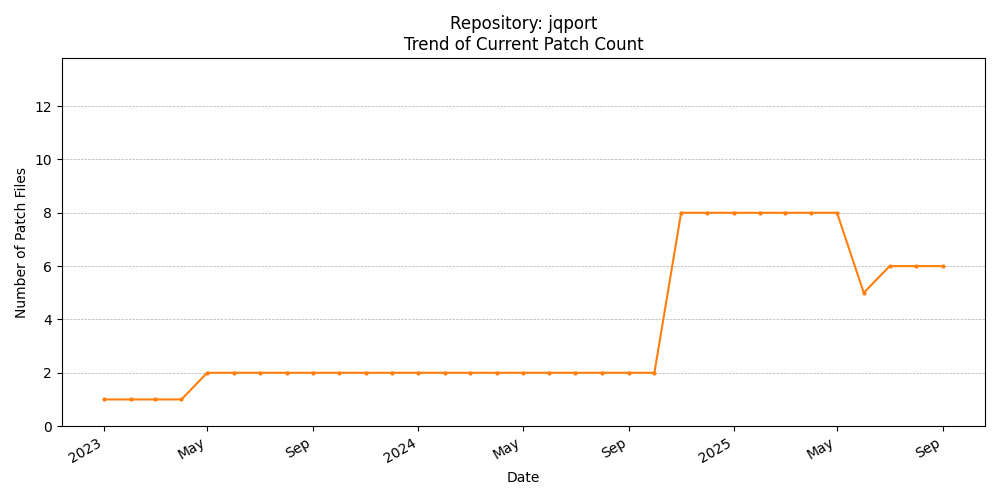 Repository: jqport
Trend of Current Patch Count
Number of Patch Files
12
10
8
6
4
2
0
2023
May
Sep
2024
May
Sep
2025
May
Sep
Date